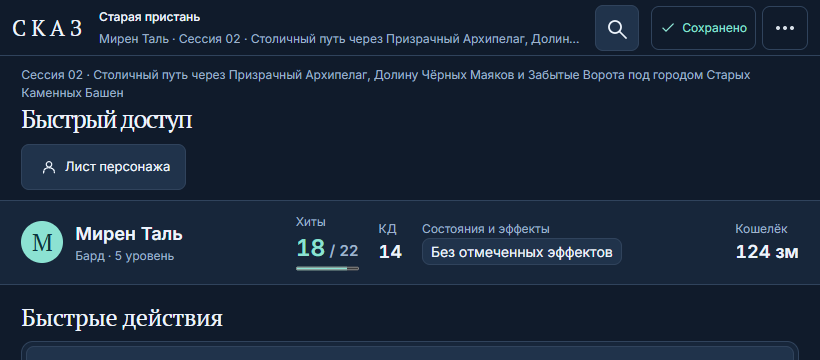 СКАЗ
Старая пристань
Мирен Таль · Сессия 02 · Столичный путь через Призрачный Архипелаг, Долин...
Сохранено
Сессия 02 · Столичный путь через Призрачный Архипелаг, Долину Чёрных Маяков и Забытые Ворота под городом Старых
Каменных Башен
Быстрый доступ
Лист персонажа
М
Мирен Таль
Бард · 5 уровень
Хиты
18 / 22
КД
14
Состояния и эффекты
Без отмеченных эффектов
Кошелёк
124 зм
Быстрые действия